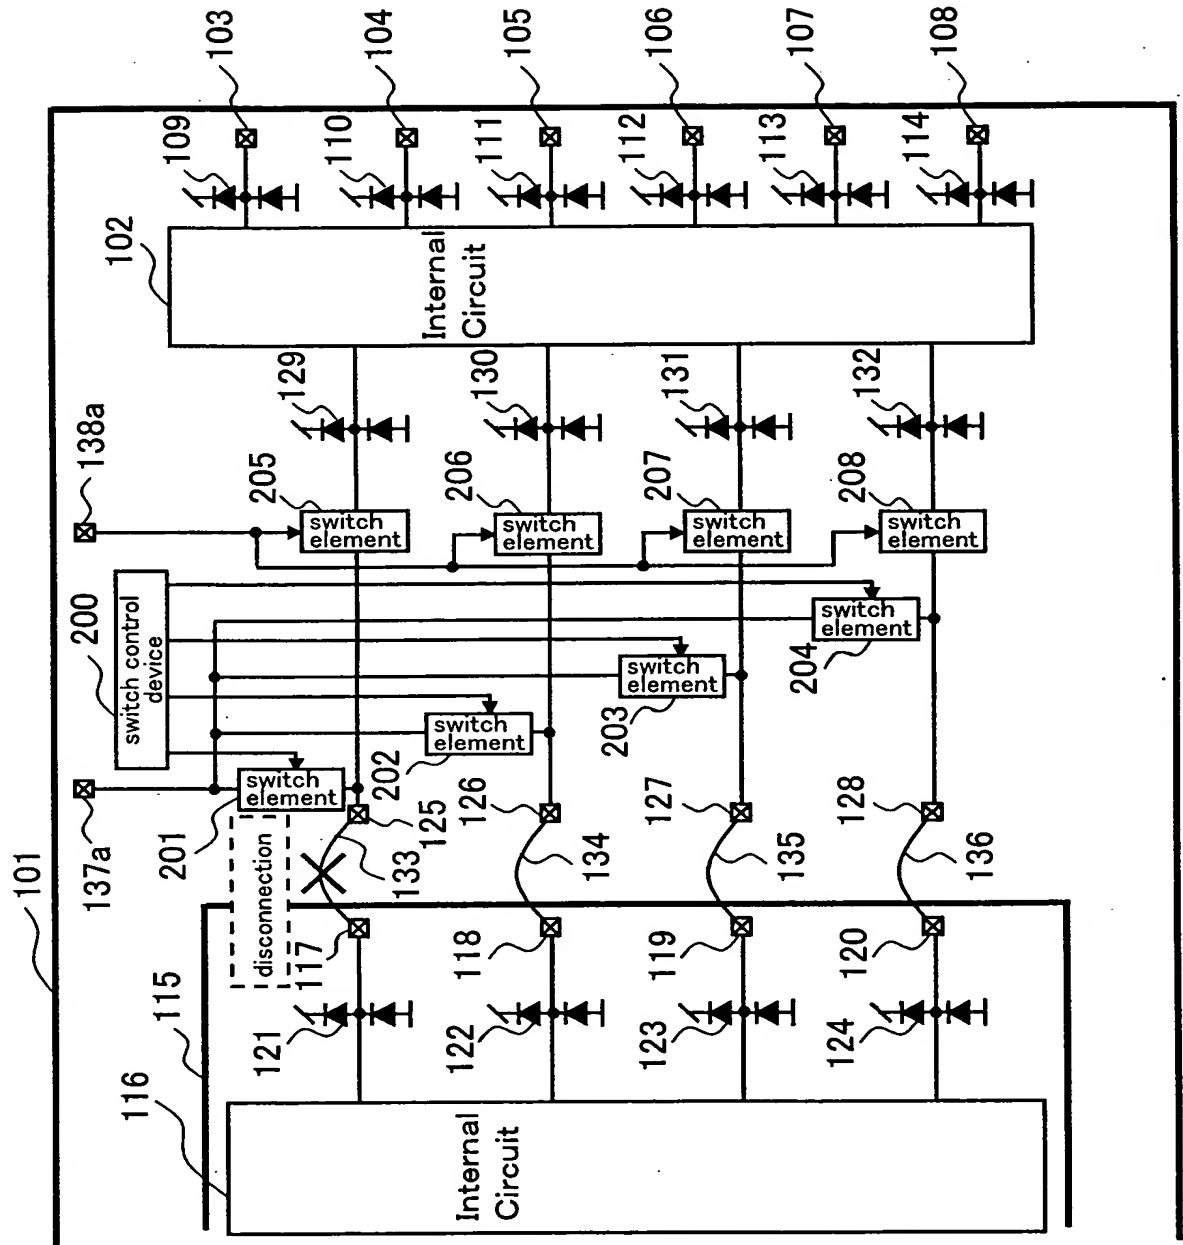 103
104
105
106
107
108
109
110
111
112
113
114
102
Internal
Circuit
129
130
131
132
138a
205
206
207
208
switch
element
switch
element
switch
element
switch
element
200
switch control
device
switch
element
204
switch
element
203
switch
element
202
switch
element
201
137a
101
125
126
127
128
disconnection
133
134
135
136
117
118
119
120
115
121
122
123
124
116
Internal
Circuit